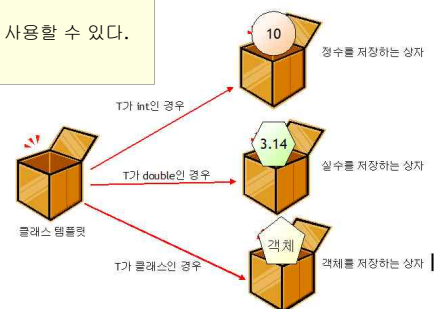 사용할 수 있다.
10
정수를 저장하는 상자
T가 int인 경우
3.14
실수를 저장하는 상자
T가 double인 경우
클래스 템플릿
객체
T가 클래스인 경우
객체를 저장하는 상자